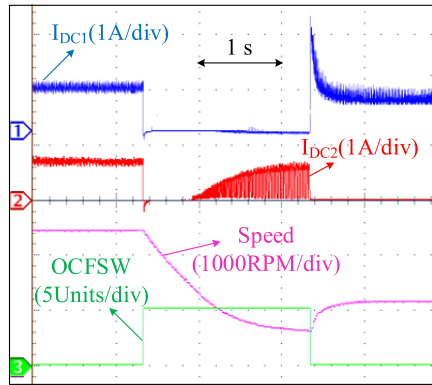 I_DC1(1A/div)
1 s
1
I_DC2(1A/div)
2
Speed
(1000RPM/div)
OCFSW
(5Units/div)
3